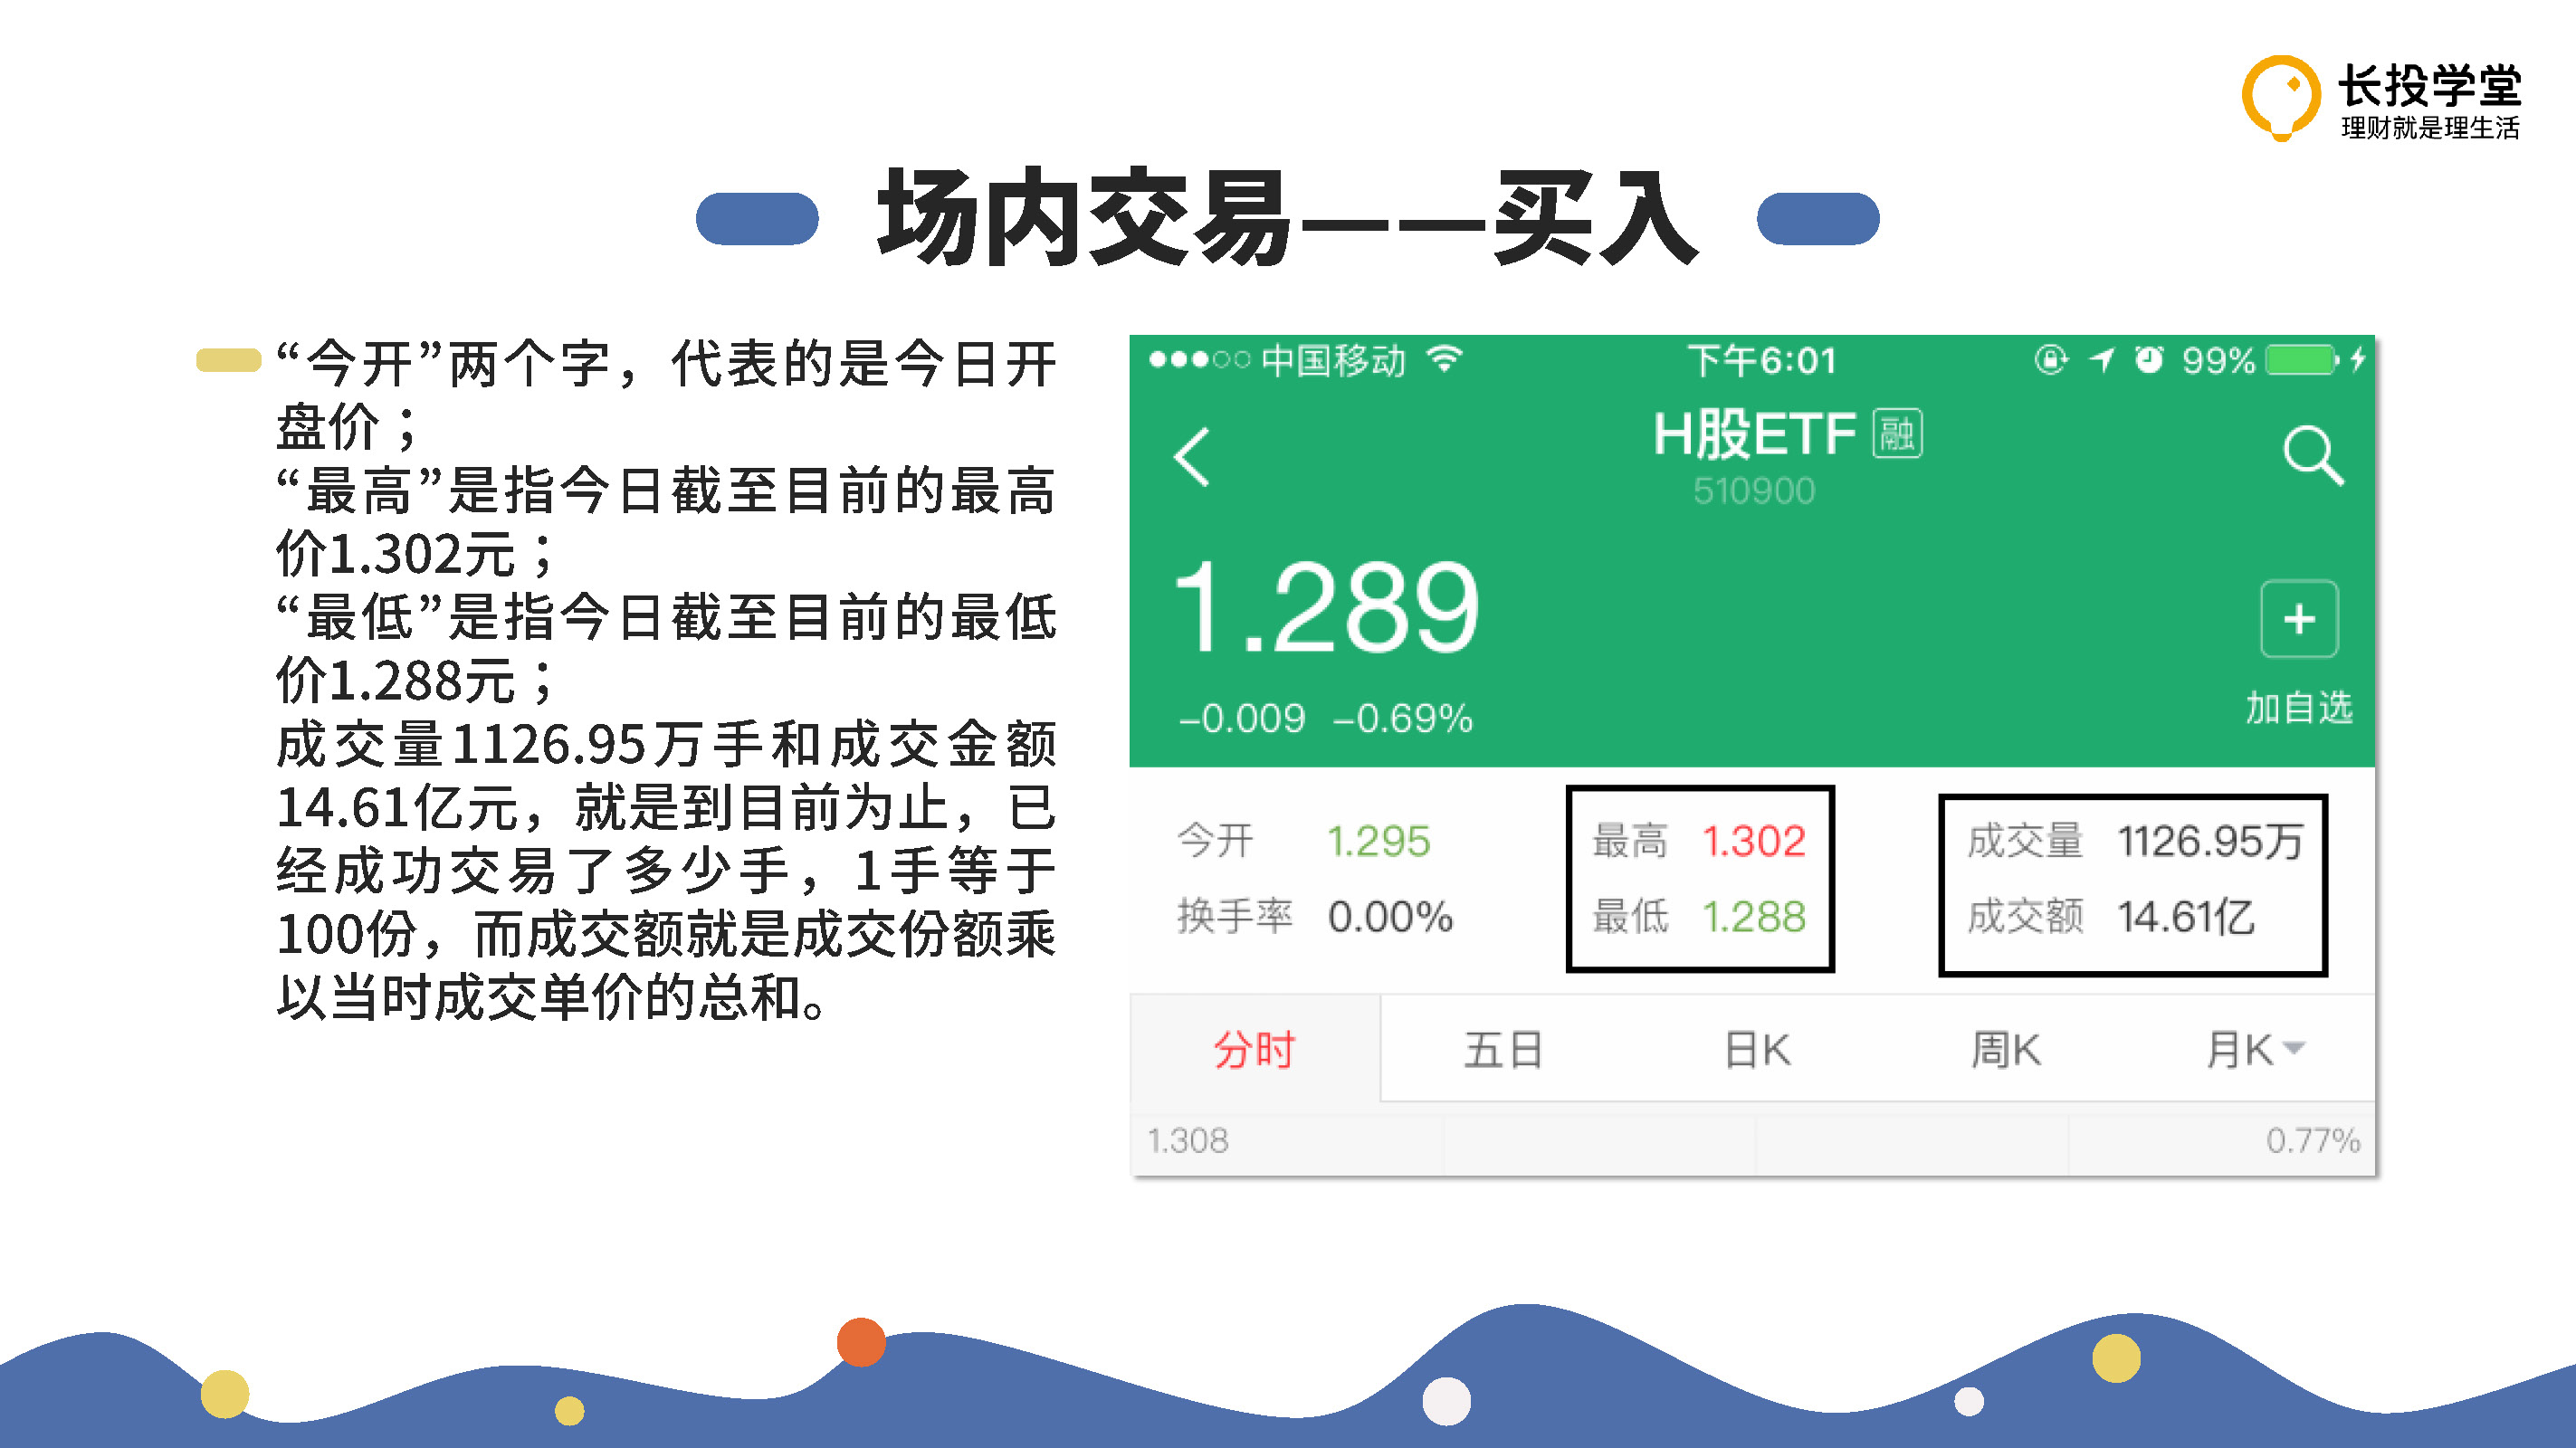 长投学堂
理财就是理生活
场内交易——买入
“今开”两个字，代表的是今日开
盘价；
“最高”是指今日截至目前的最高
价1.302元；
“最低”是指今日截至目前的最低
价1.288元；
成交量1126.95万手和成交金额
14.61亿元，就是到目前为止，已
经成功交易了多少手，1手等于
100份，而成交额就是成交份额乘
以当时成交单价的总和。
中国移动 下午6:01 99%
H股ETF 融
510900
1.289
-0.009 -0.69%
+
加自选
今开 1.295 最高 1.302 成交量 1126.95万
换手率 0.00% 最低 1.288 成交额 14.61亿
分时 五日 日K 周K 月K
1.308 0.77%